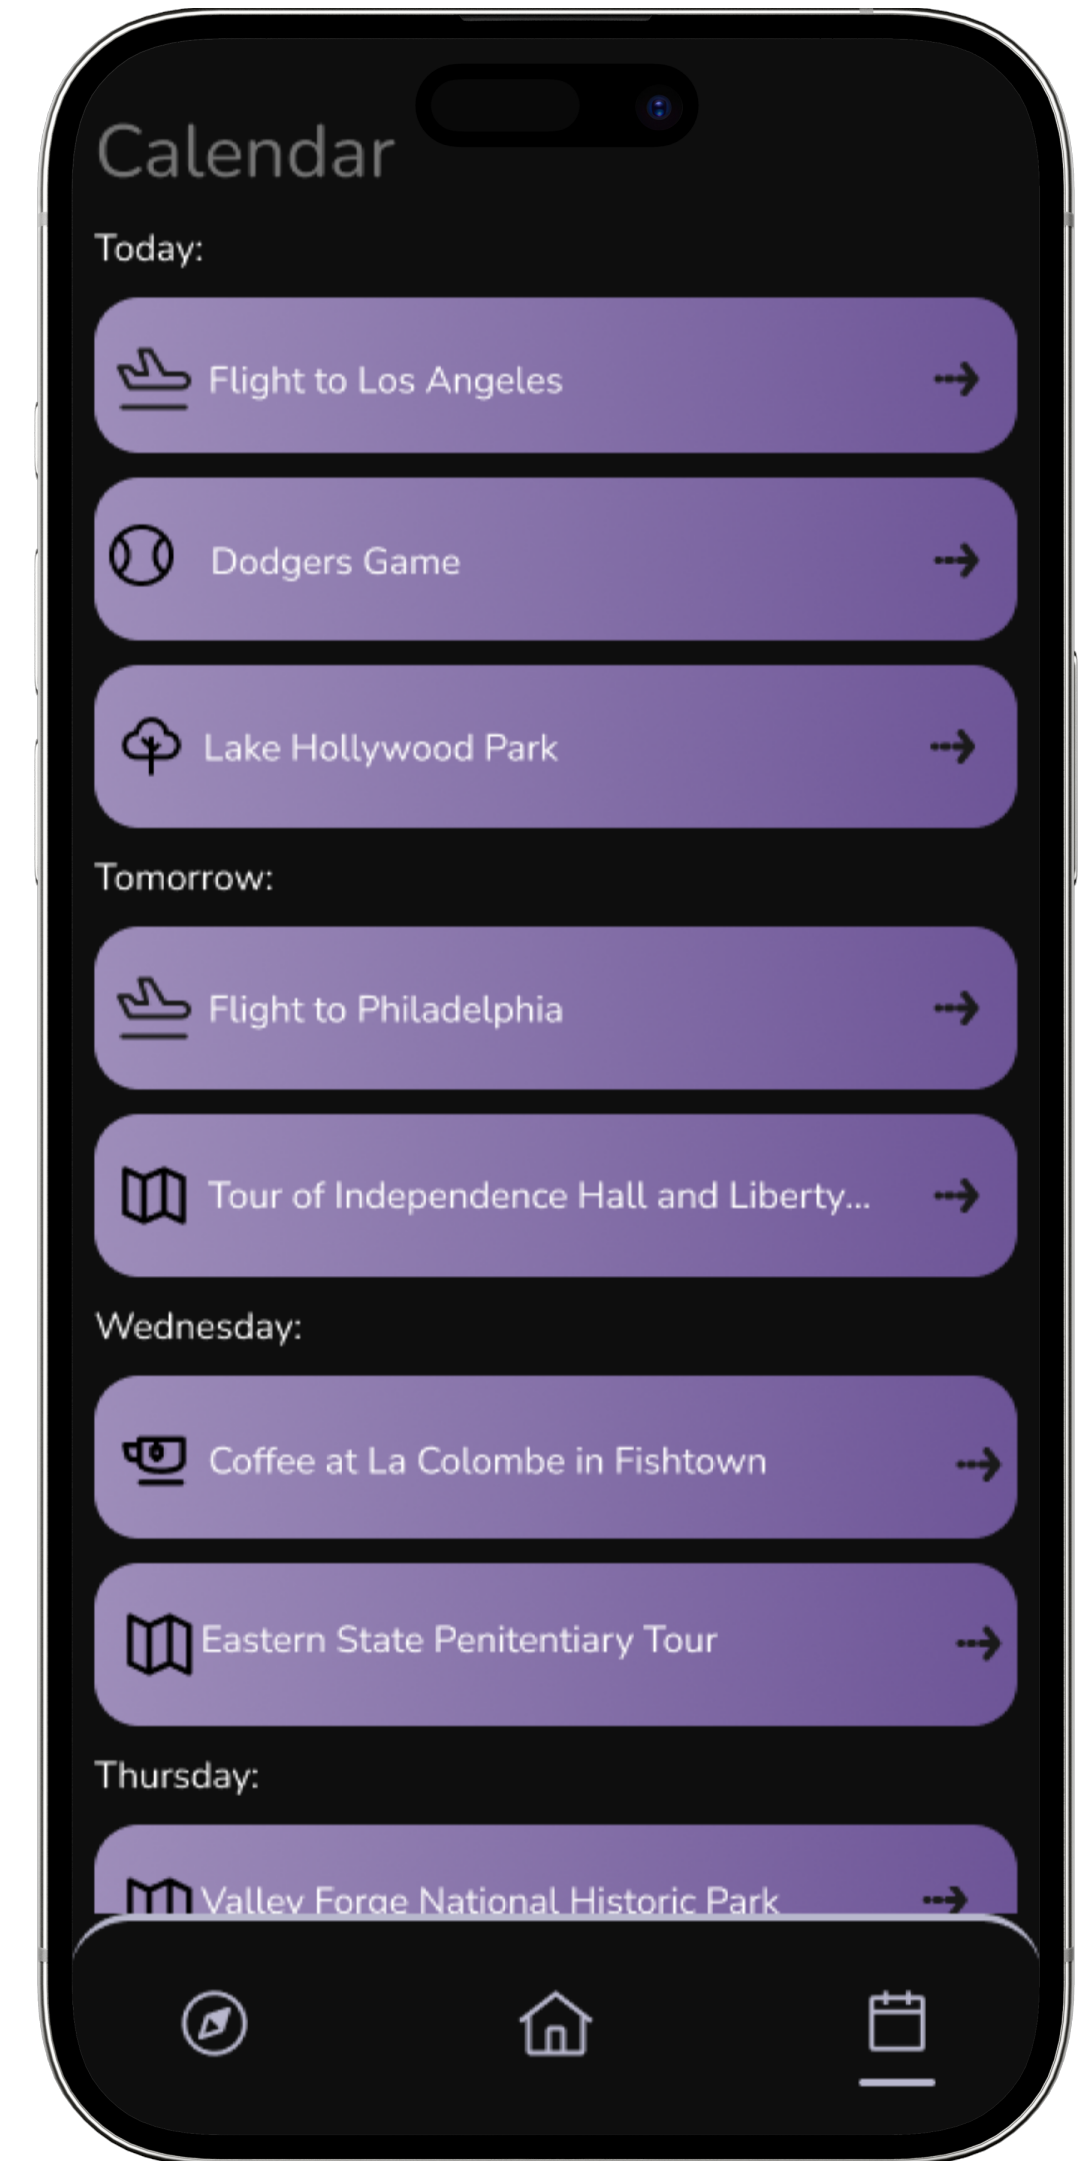 Calendar
Today:
Flight to Los Angeles
Dodgers Game
Lake Hollywood Park
Tomorrow:
Flight to Philadelphia
Tour of Independence Hall and Liberty...
Wednesday:
Coffee at La Colombe in Fishtown
Eastern State Penitentiary Tour
Thursday:
Valley Forge National Historic Park